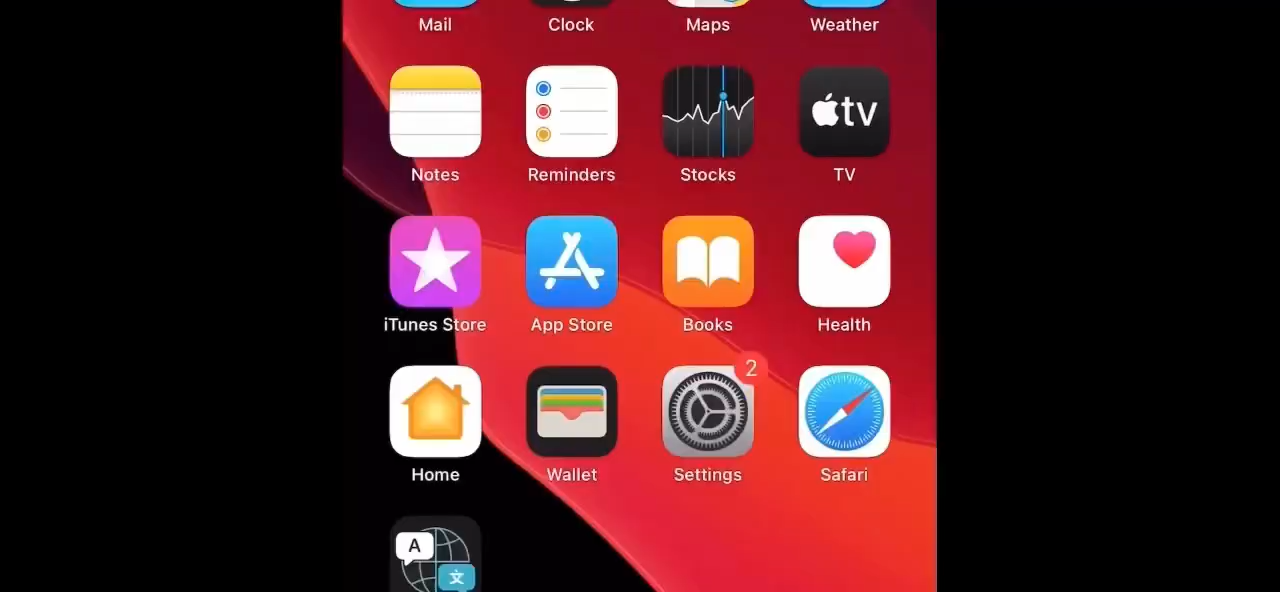 Mail Clock Maps Weather
tv
Notes Reminders Stocks TV
iTunes Store App Store Books Health
2
Home Wallet Settings Safari
A
文